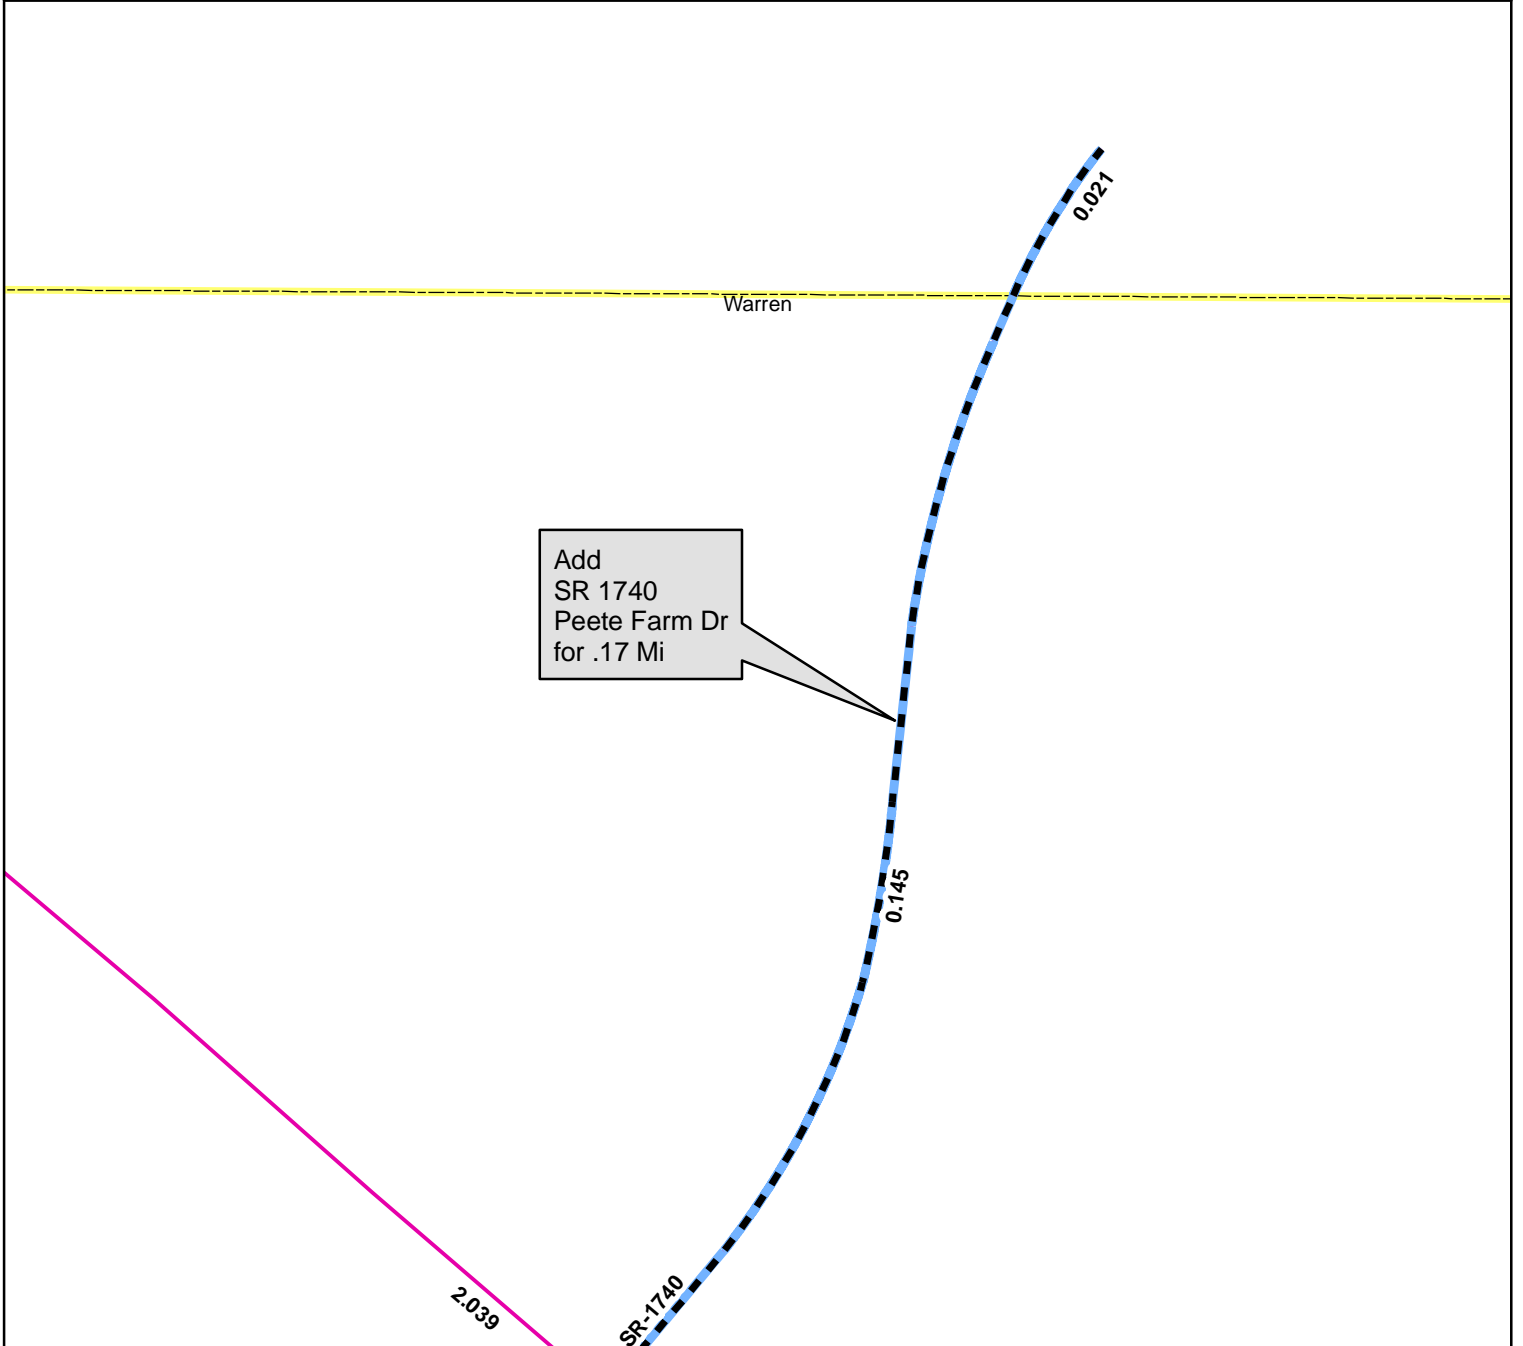 0.021
Warren
Add
SR 1740
Peete Farm Dr
for .17 Mi
0.145
SR-1740
2.039